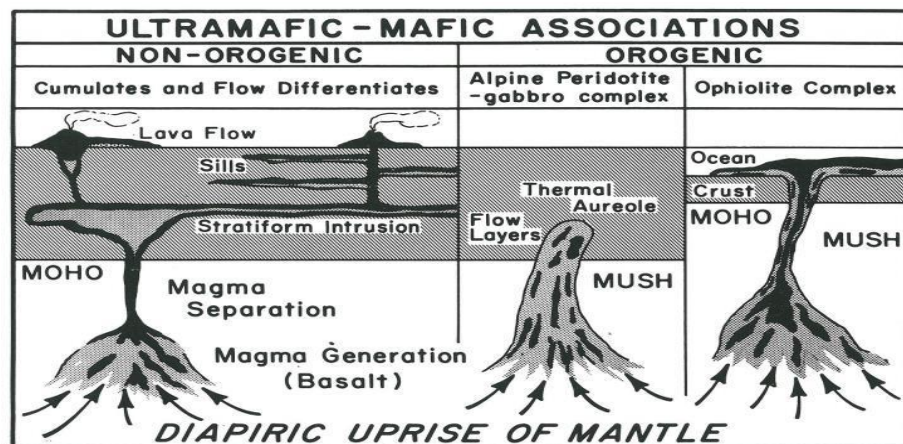 ULTRAMAFIC-MAFIC ASSOCIATIONS
NON-OROGENIC
OROGENIC
Cumulates and Flow Differentiates
Alpine Peridotite
-gabbro complex
Ophiolite Complex
Lava Flow
Sills
Stratiform Intrusion
MOHO
Magma
Separation
Magma Generation
(Basalt)
Thermal
Aureole
Flow
Layers
MUSH
Ocean
Crust
MOHO
MUSH
DIAPIRIC UPRISE OF MANTLE